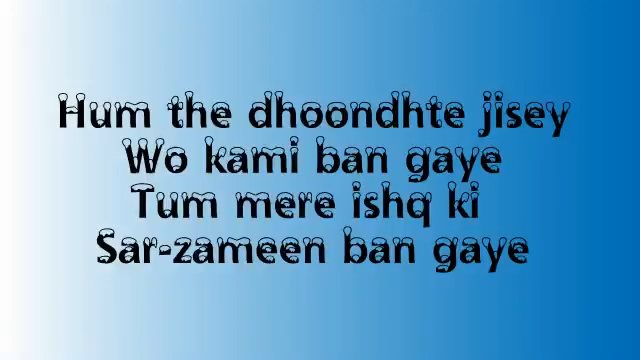 Hum the dhoondhte jisey
Wo kami ban gaye
Tum mere ishq ki
Sar-zameen ban gaye